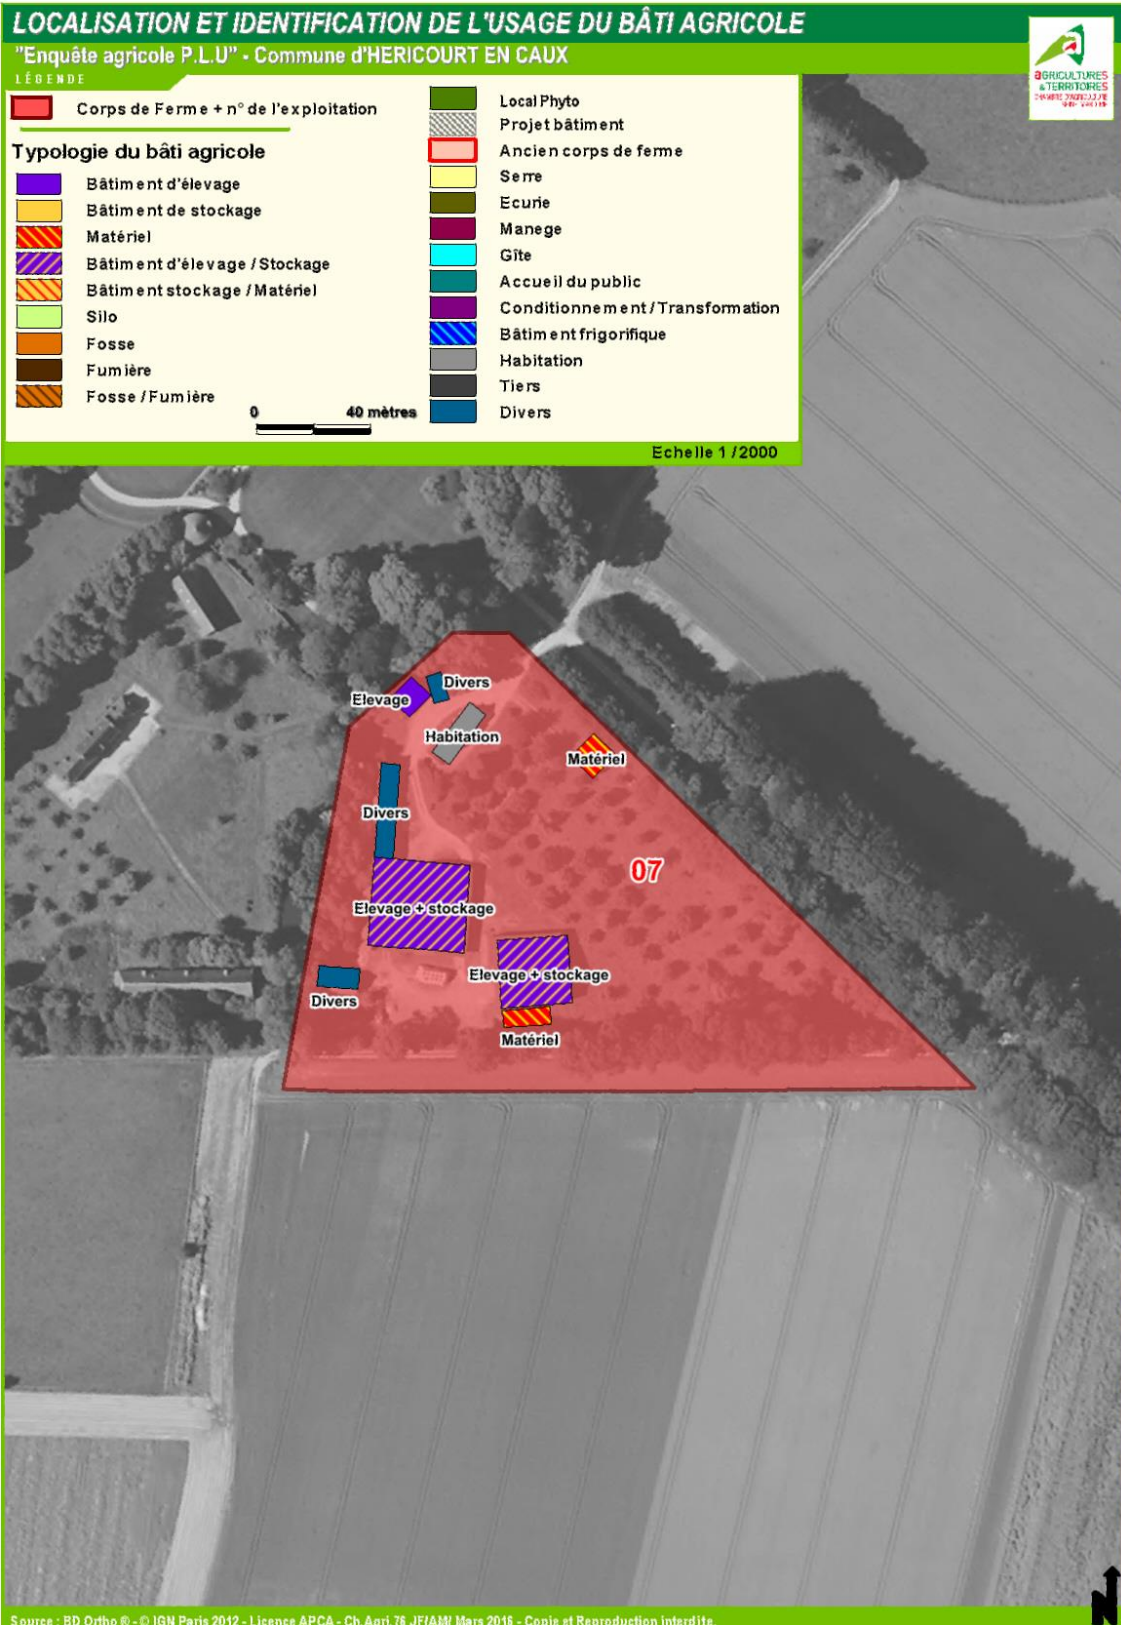 LOCALISATION ET IDENTIFICATION DE L'USAGE DU BÂTI AGRICOLE
"Enquête agricole P.L.U" - Commune d'HERICOURT EN CAUX
AGRICULTURES
& TERRITOIRES
CHAMBRE D'AGRICULTURE
SEINE-MARITIME
LÉGENDE
Corps de Ferme + n° de l'exploitation
Typologie du bâti agricole
Bâtiment d'élevage
Bâtiment de stockage
Matériel
Bâtiment d'élevage / Stockage
Bâtiment stockage / Matériel
Silo
Fosse
Fumière
Fosse / Fumière
Local Phyto
Projet bâtiment
Ancien corps de ferme
Serre
Ecurie
Manege
Gîte
Accueil du public
Conditionnement / Transformation
Bâtiment frigorifique
Habitation
Tiers
Divers
0 40 mètres
Echelle 1 / 2000
Divers
Elevage
Habitation
Matériel
Divers
07
Elevage + stockage
Elevage + stockage
Divers
Matériel
N
Source : BD Ortho ® - © IGN Paris 2012 - Licence APCA - Ch.Agri.76 JF/AM/ Mars 2016 - Copie et Reproduction interdite.